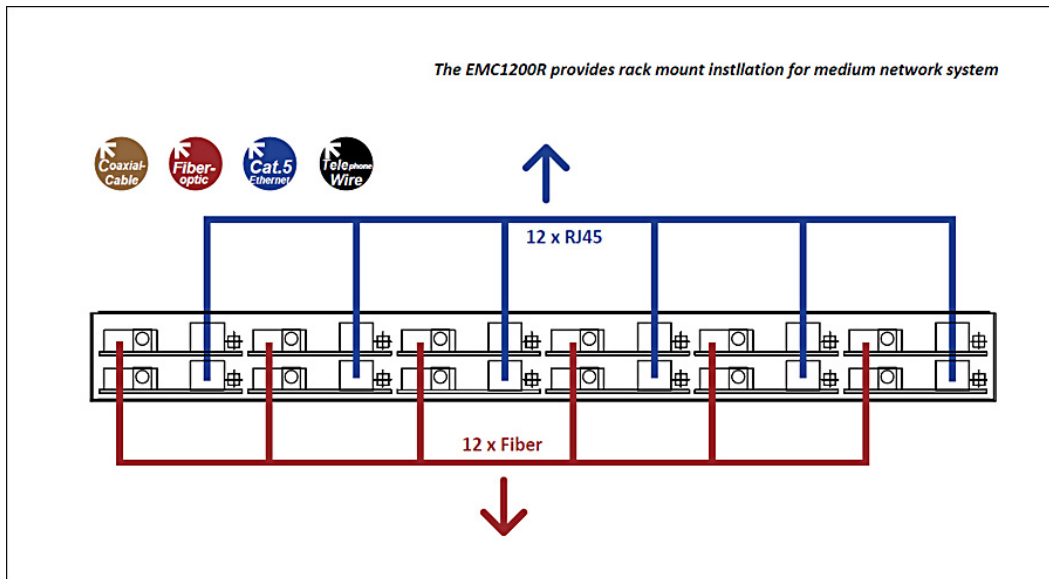 The EMC1200R provides rack mount instllation for medium network system
Coaxial-
Cable
Fiber-
optic
Cat.5
Ethernet
Telephone
Wire
12 x RJ45
12 x Fiber